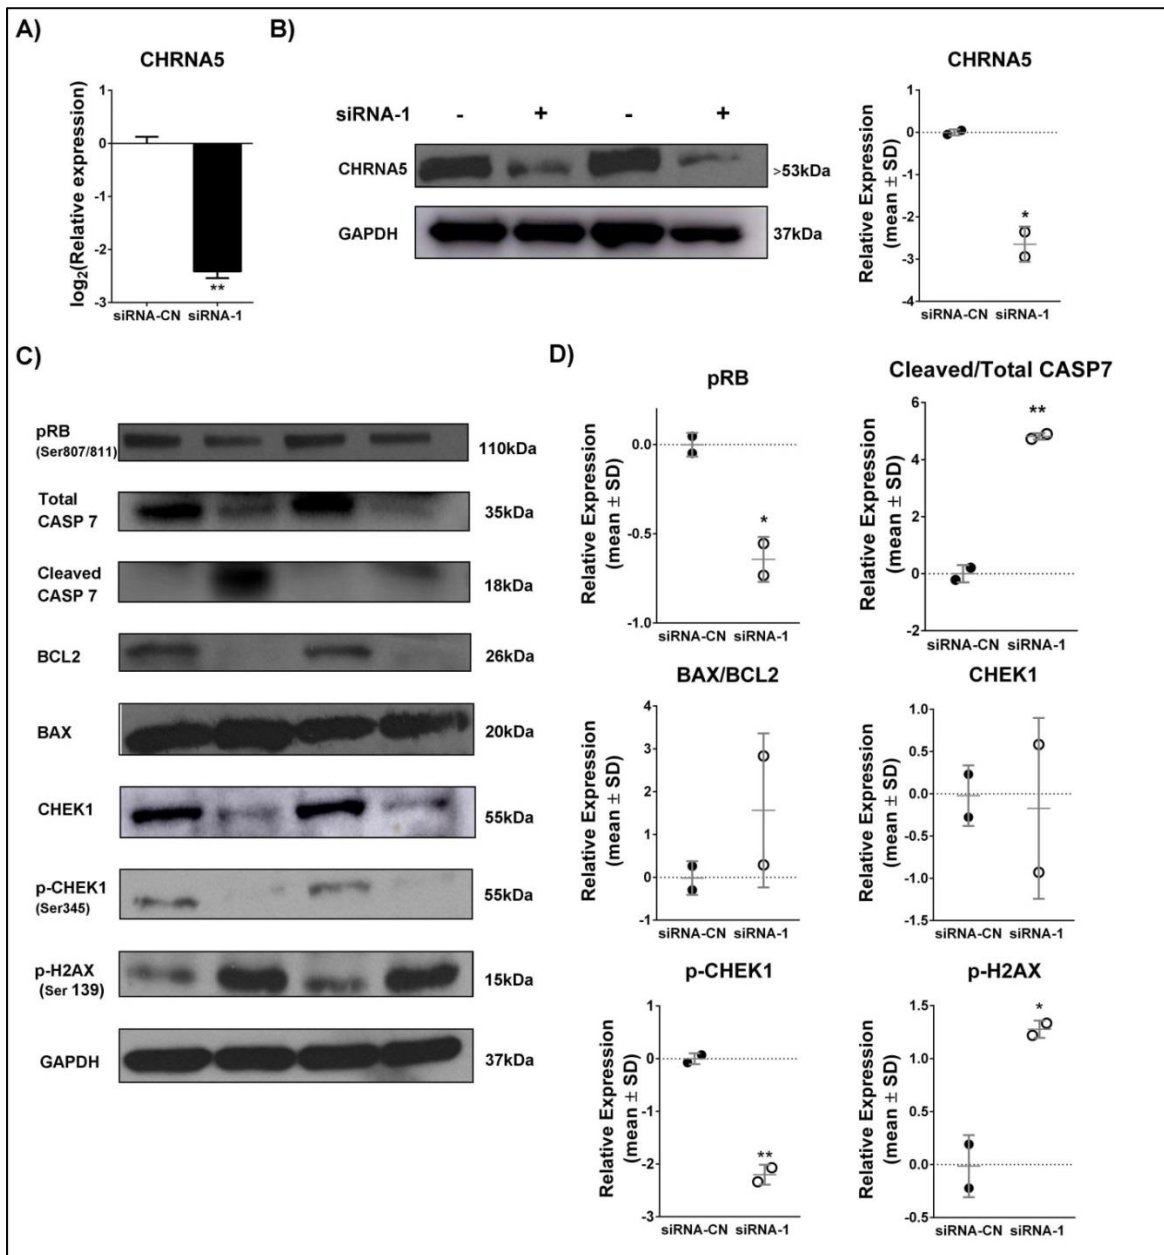 A)
CHRNA5
log2(Relative expression)
1
0
-1
-2
-3
**
siRNA-CN siRNA-1
B)
siRNA-1 - + - +
CHRNA5 >53kDa
GAPDH 37kDa
CHRNA5
Relative Expression
(mean ± SD)
1
0
-1
-2
-3
-4
*
siRNA-CN siRNA-1
C)
pRB
(Ser807/811) 110kDa
Total
CASP 7 35kDa
Cleaved
CASP 7 18kDa
BCL2 26kDa
BAX 20kDa
CHEK1 55kDa
p-CHEK1
(Ser345) 55kDa
p-H2AX
(Ser 139) 15kDa
GAPDH 37kDa
D)
pRB
Relative Expression
(mean ± SD)
0.0
-0.5
-1.0
*
siRNA-CN siRNA-1
Cleaved/Total CASP7
Relative Expression
(mean ± SD)
6
4
2
0
-2
**
siRNA-CN siRNA-1
BAX/BCL2
Relative Expression
(mean ± SD)
4
3
2
1
0
-1
siRNA-CN siRNA-1
CHEK1
Relative Expression
(mean ± SD)
1.0
0.5
0.0
-0.5
-1.0
-1.5
siRNA-CN siRNA-1
p-CHEK1
Relative Expression
(mean ± SD)
1
0
-1
-2
-3
**
siRNA-CN siRNA-1
p-H2AX
Relative Expression
(mean ± SD)
1.5
1.0
0.5
0.0
-0.5
*
siRNA-CN siRNA-1